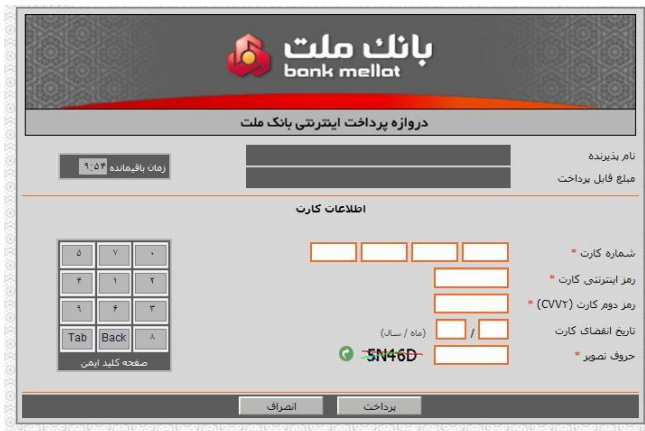 بانك ملت
bank mellat
دروازه پرداخت اینترنتی بانک ملت
نام پذیرنده
زمان باقیمانده ۹:۵۴
مبلغ قابل پرداخت
اطلاعات کارت
شماره کارت *
رمز اینترنتی کارت *
رمز دوم کارت (CVV۲) *
تاریخ انقضای کارت / (ماه / سال)
حروف تصویر * 5N46D
۵ ۷ ۰
۴ ۱ ۲
۹ ۶ ۳
Tab Back ۸
صفحه کلید ایمن
پرداخت انصراف